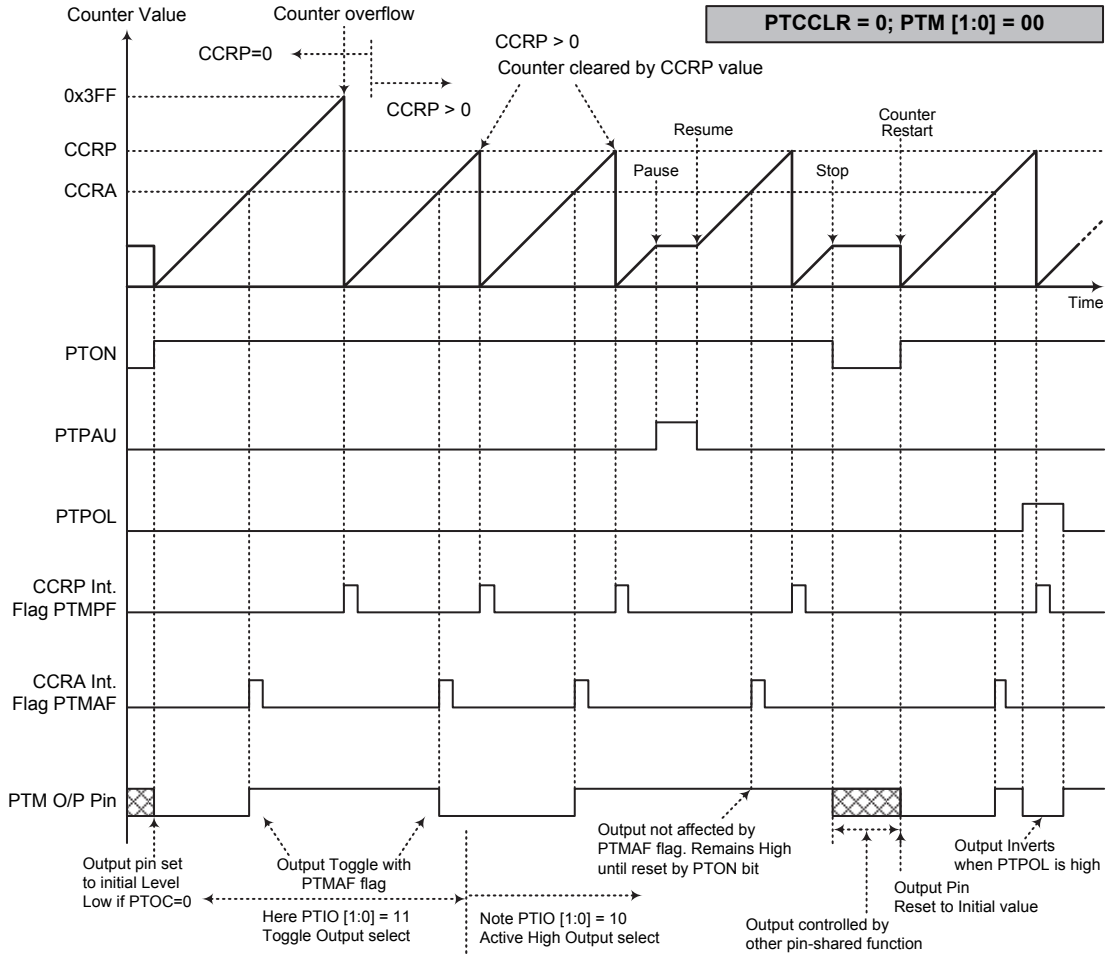 Counter Value
Counter overflow
PTCCLR = 0; PTM [1:0] = 00
CCRP=0
CCRP > 0
CCRP > 0
Counter cleared by CCRP value
0x3FF
CCRP
CCRA
Pause
Resume
Stop
Counter
Restart
Time
PTON
PTPAU
PTPOL
CCRP Int.
Flag PTMPF
CCRA Int.
Flag PTMAF
PTM O/P Pin
Output pin set
to initial Level
Low if PTOC=0
Output Toggle with
PTMAF flag
Here PTIO [1:0] = 11
Toggle Output select
Note PTIO [1:0] = 10
Active High Output select
Output not affected by
PTMAF flag. Remains High
until reset by PTON bit
Output controlled by
other pin-shared function
Output Pin
Reset to Initial value
Output Inverts
when PTPOL is high